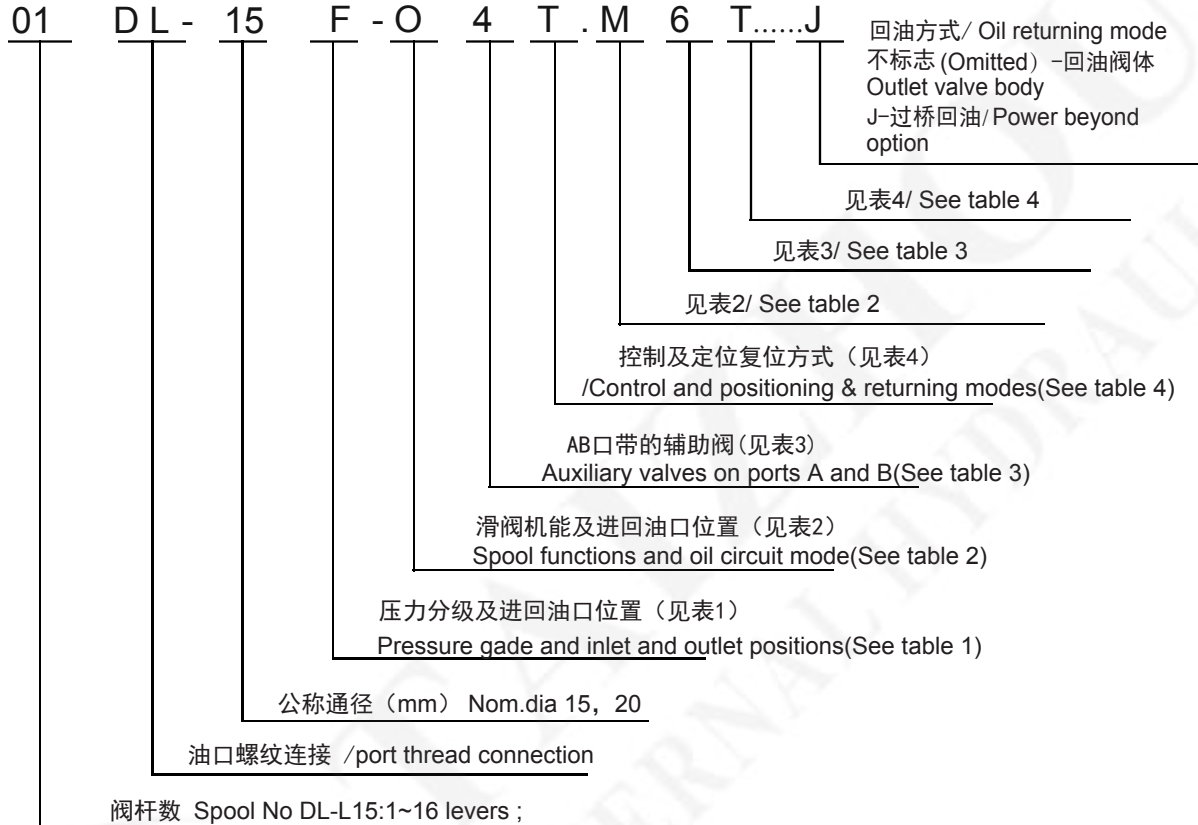 01 DL- 15 F -O 4 T .M 6 T......J
回油方式/ Oil returning mode
不标志 (Omitted) -回油阀体
Outlet valve body
J-过桥回油/ Power beyond
option
见表4/ See table 4
见表3/ See table 3
见表2/ See table 2
控制及定位复位方式（见表4）
/Control and positioning & returning modes(See table 4)
AB口带的辅助阀(见表3)
Auxiliary valves on ports A and B(See table 3)
滑阀机能及进回油口位置（见表2）
Spool functions and oil circuit mode(See table 2)
压力分级及进回油口位置（见表1）
Pressure gade and inlet and outlet positions(See table 1)
公称通径（mm） Nom.dia 15，20
油口螺纹连接 /port thread connection
阀杆数 Spool No DL-L15:1~16 levers ;